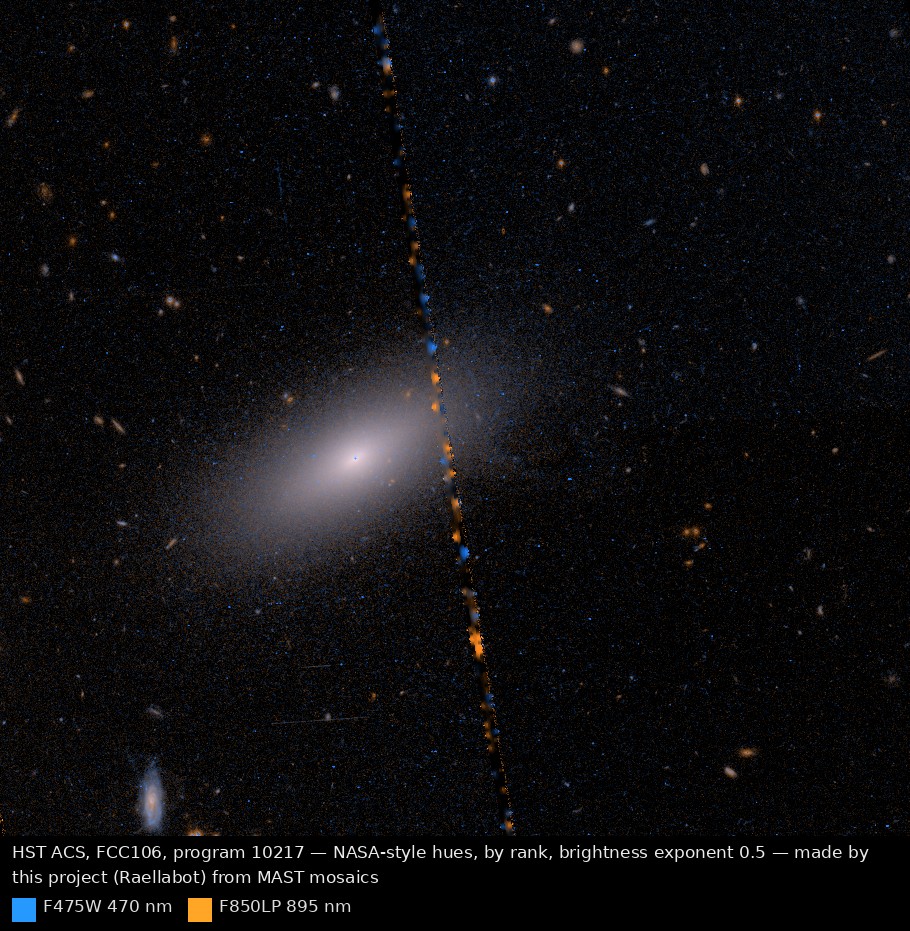 HST ACS, FCC106, program 10217 — NASA-style hues, by rank, brightness exponent 0.5 — made by
this project (Raellabot) from MAST mosaics
F475W 470 nm F850LP 895 nm